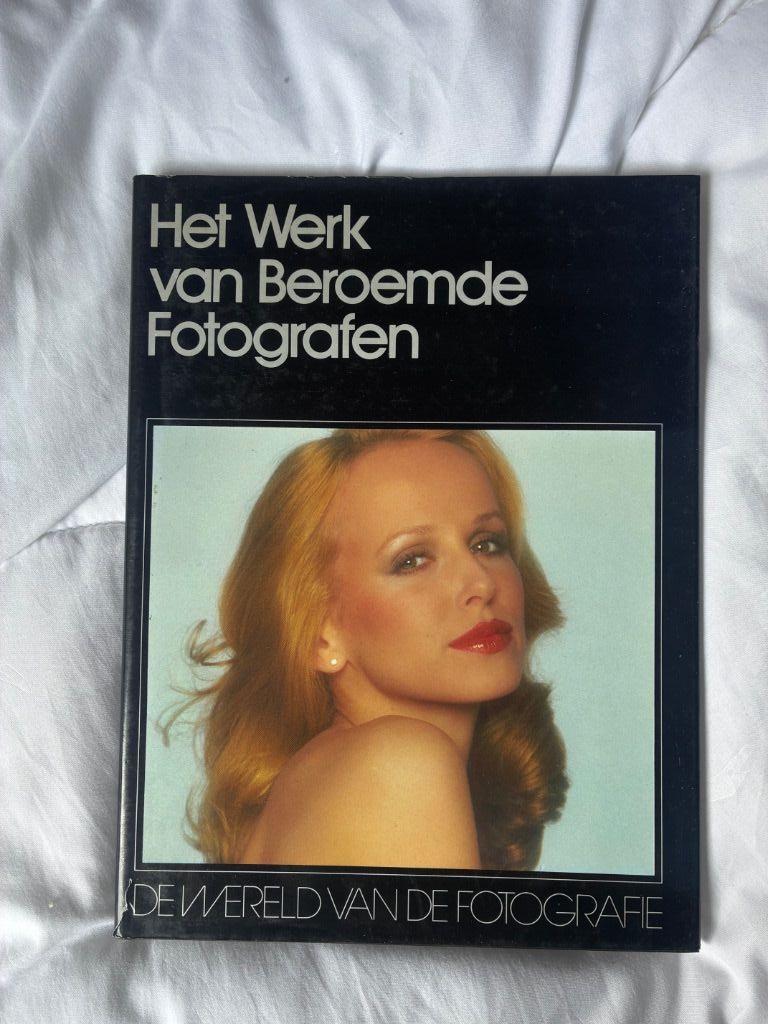 Het Werk
van Beroemde
Fotografen
DE WERELD VAN DE FOTOGRAFIE